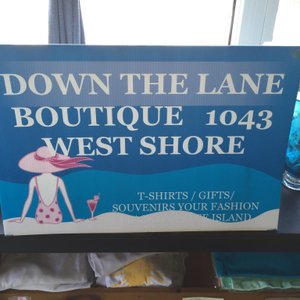 DOWN THE LANE
BOUTIQUE 1043
WEST SHORE
T-SHIRTS / GIFTS/
SOUVENIRS YOUR FASHION
ISLAND